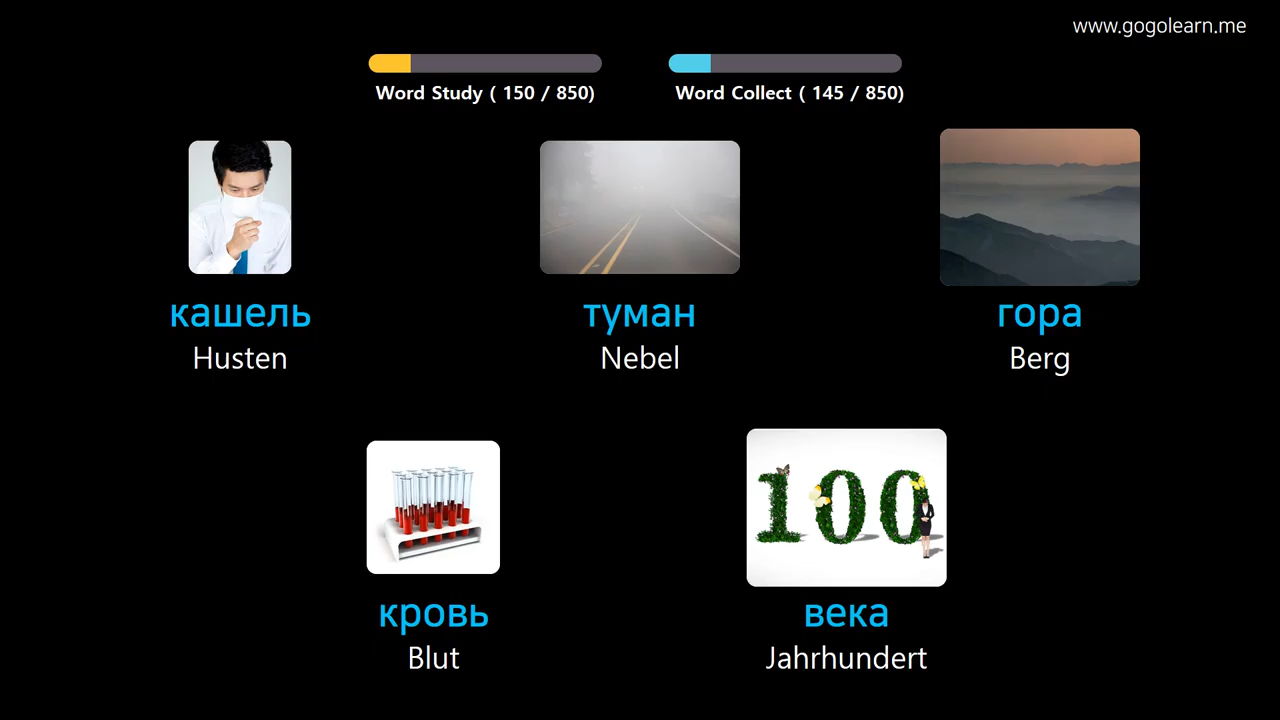 www.gogolearn.me
Word Study ( 150 / 850)
Word Collect ( 145 / 850)
кашель
Husten
туман
Nebel
гора
Berg
кровь
Blut
100
века
Jahrhundert